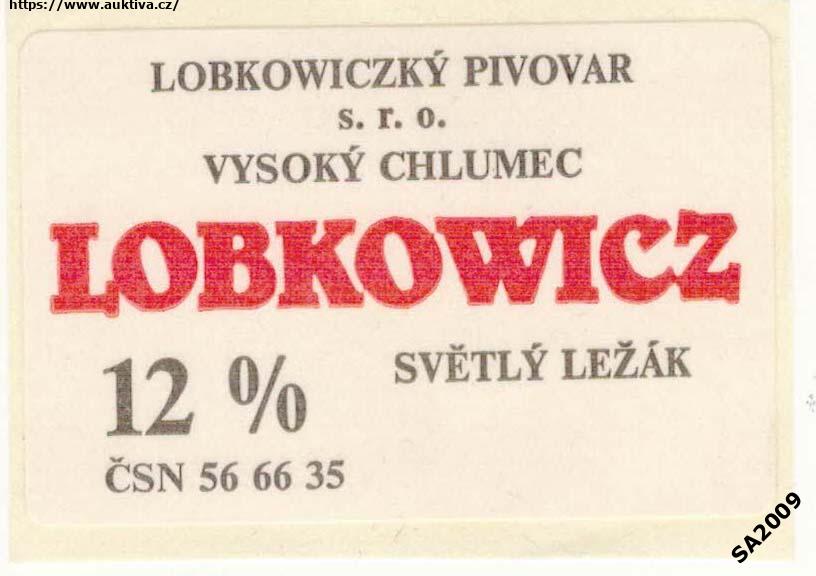 https://www.auktiva.cz/
LOBKOWICZKÝ PIVOVAR
s. r. o.
VYSOKÝ CHLUMEC
LOBKOWICZ
12 %
SVĚTLÝ LEŽÁK
ČSN 56 66 35
SA2009